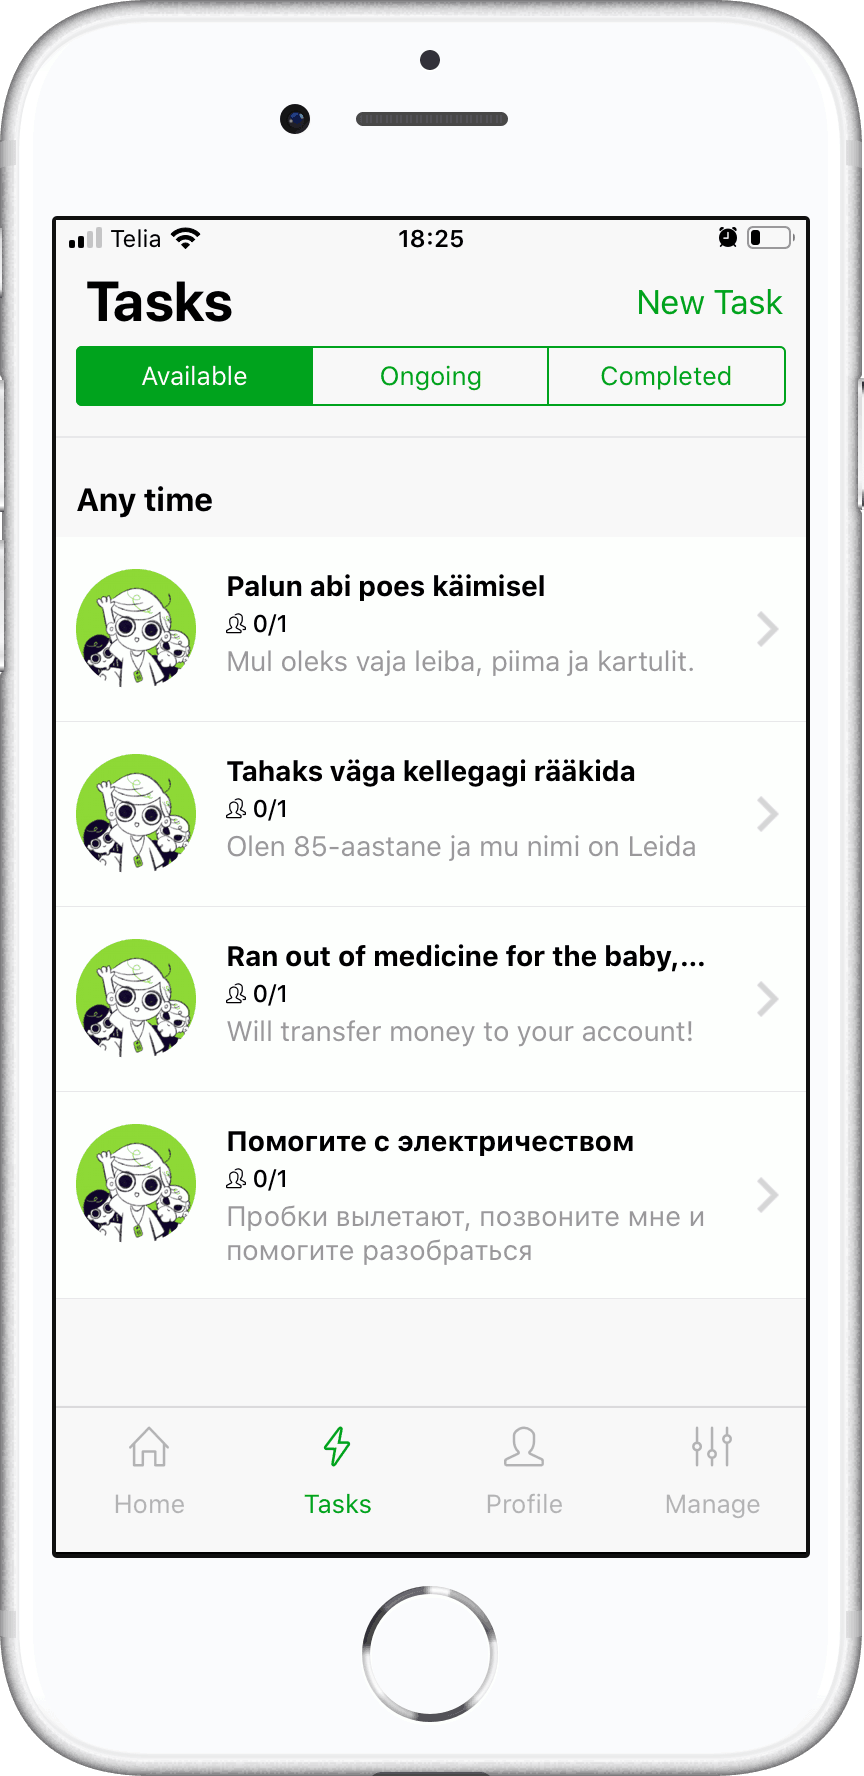 Telia 18:25
Tasks New Task
Available Ongoing Completed
Any time
Palun abi poes käimisel
0/1
Mul oleks vaja leiba, piima ja kartulit.
Tahaks väga kellegagi rääkida
0/1
Olen 85-aastane ja mu nimi on Leida
Ran out of medicine for the baby,...
0/1
Will transfer money to your account!
Помогите с электричеством
0/1
Пробки вылетают, позвоните мне и
помогите разобраться
Home Tasks Profile Manage